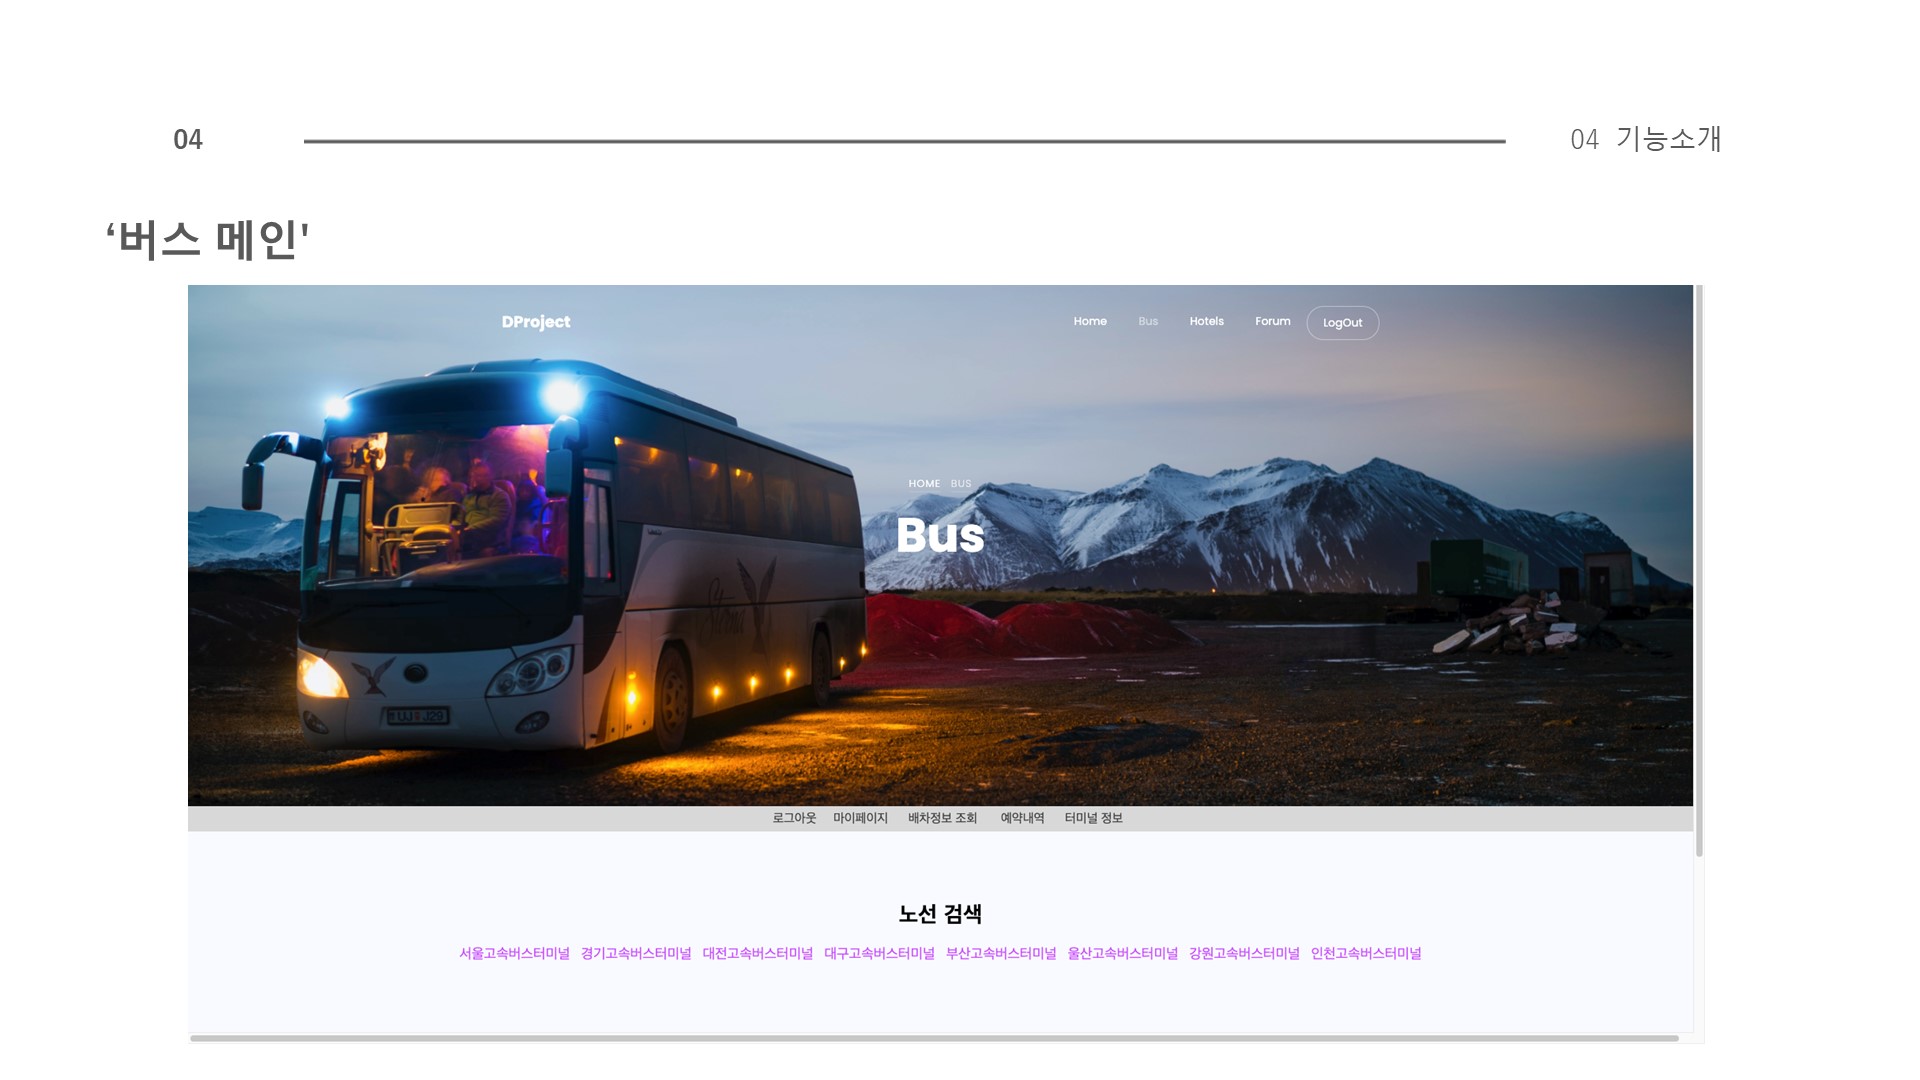 04
04 기능소개
‘버스 메인'
DProject
Home Bus Hotels Forum LogOut
HOME BUS
Bus
UJ J29
로그아웃 마이페이지 배차정보 조회 예약내역 터미널 정보
노선 검색
서울고속버스터미널 경기고속버스터미널 대전고속버스터미널 대구고속버스터미널 부산고속버스터미널 울산고속버스터미널 강원고속버스터미널 인천고속버스터미널